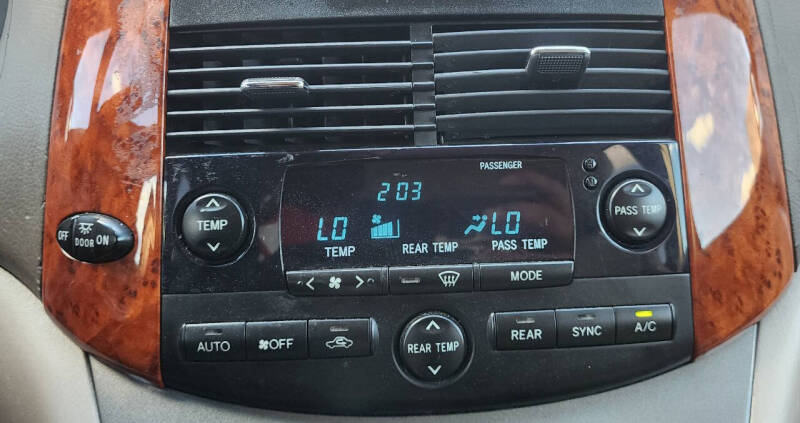 PASSENGER
203
LO LO
TEMP REAR TEMP PASS TEMP
TEMP
PASS TEMP
OFF DOOR ON
MODE
AUTO OFF
REAR TEMP
REAR SYNC A/C